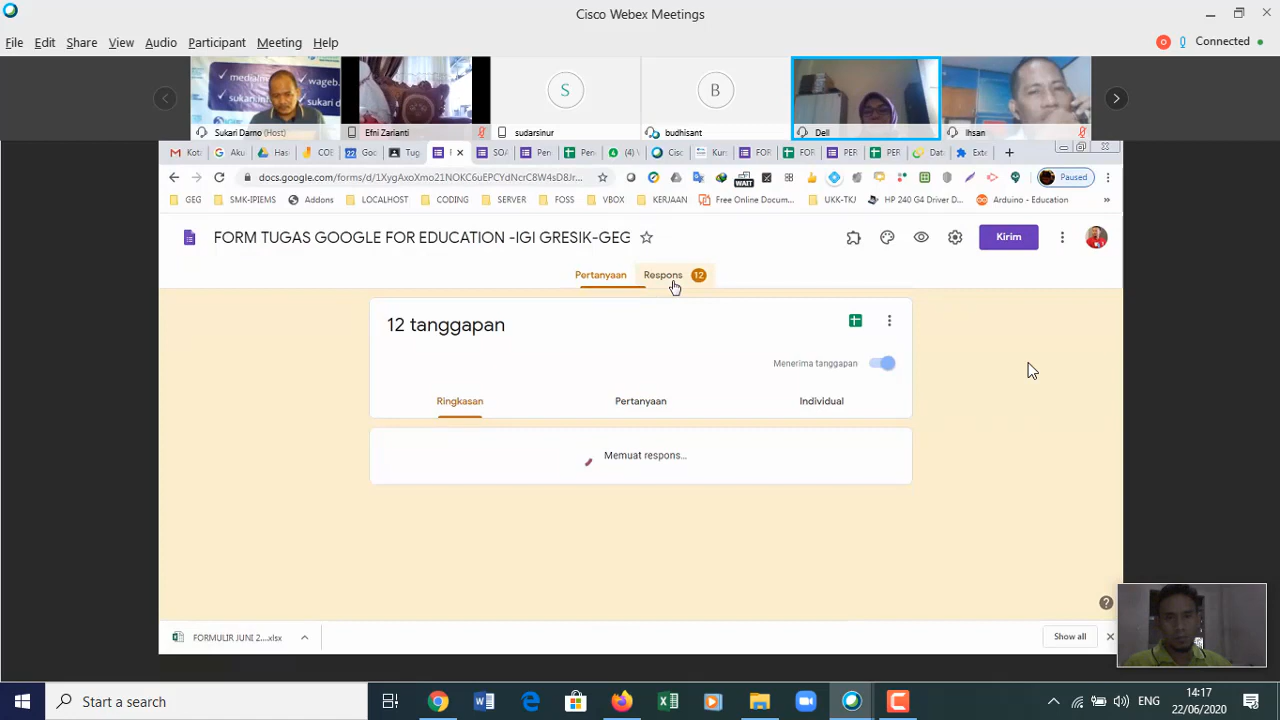 Cisco Webex Meetings
File Edit Share View Audio Participant Meeting Help
Connected
S
B
Sukari Darno (Host)
Efni Zarianti
sudarsinur
budhisant
Dell
Ihsan
docs.google.com/forms/d/1
Paused
GEG
SMK-IPIEMS
Addons
LOCALHOST
CODING
SERVER
FOSS
VBOX
KERJAAN
Free Online Docum...
UKK-TKJ
HP 240 G4 Driver D...
Arduino - Education
WAIT
FORM TUGAS GOOGLE FOR EDUCATION -IGI GRESIK-GEG
Kirim
Pertanyaan
Respons 12
12 tanggapan
Menerima tanggapan
Ringkasan
Pertanyaan
Individual
Memuat respons...
FORMULIR JUNI 2....xlsx
Show all
Start a search
ENG
14:17
22/06/2020